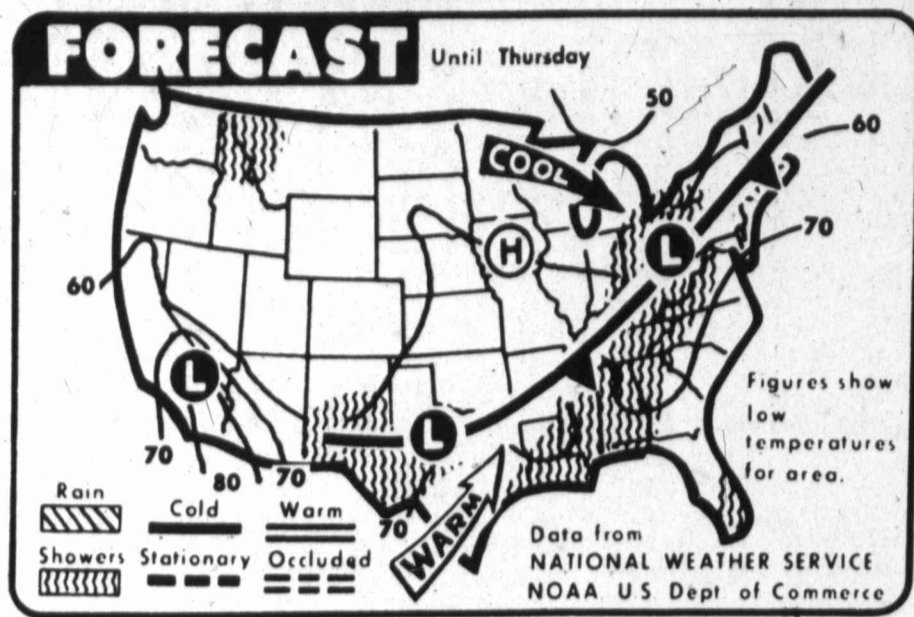 FORECAST Until Thursday
50
COOL
60
H
L
70
60
L
L
Figures show
low
temperatures
for area.
70
80
70
70
WARM
Rain
Cold
Warm
Showers
Stationary
Occluded
Data from
NATIONAL WEATHER SERVICE
NOAA U.S. Dept. of Commerce